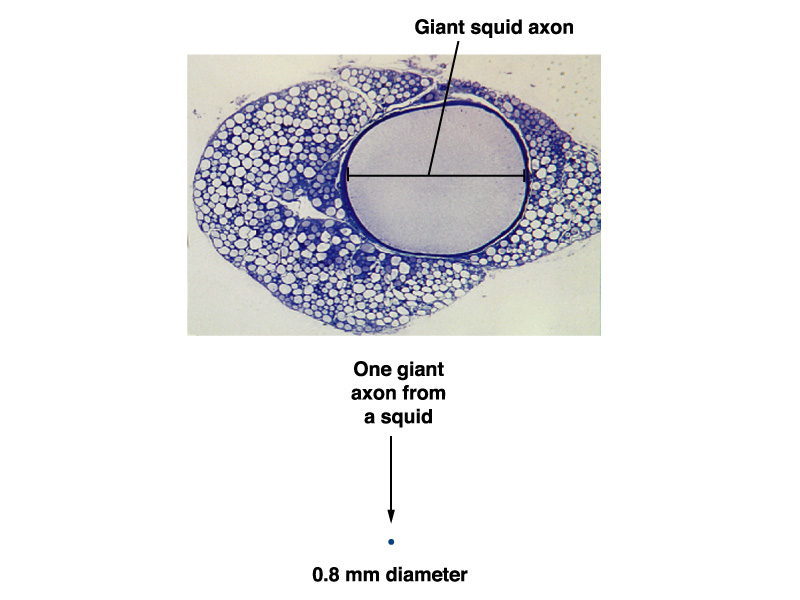 Giant squid axon
One giant
axon from
a squid
0.8 mm diameter